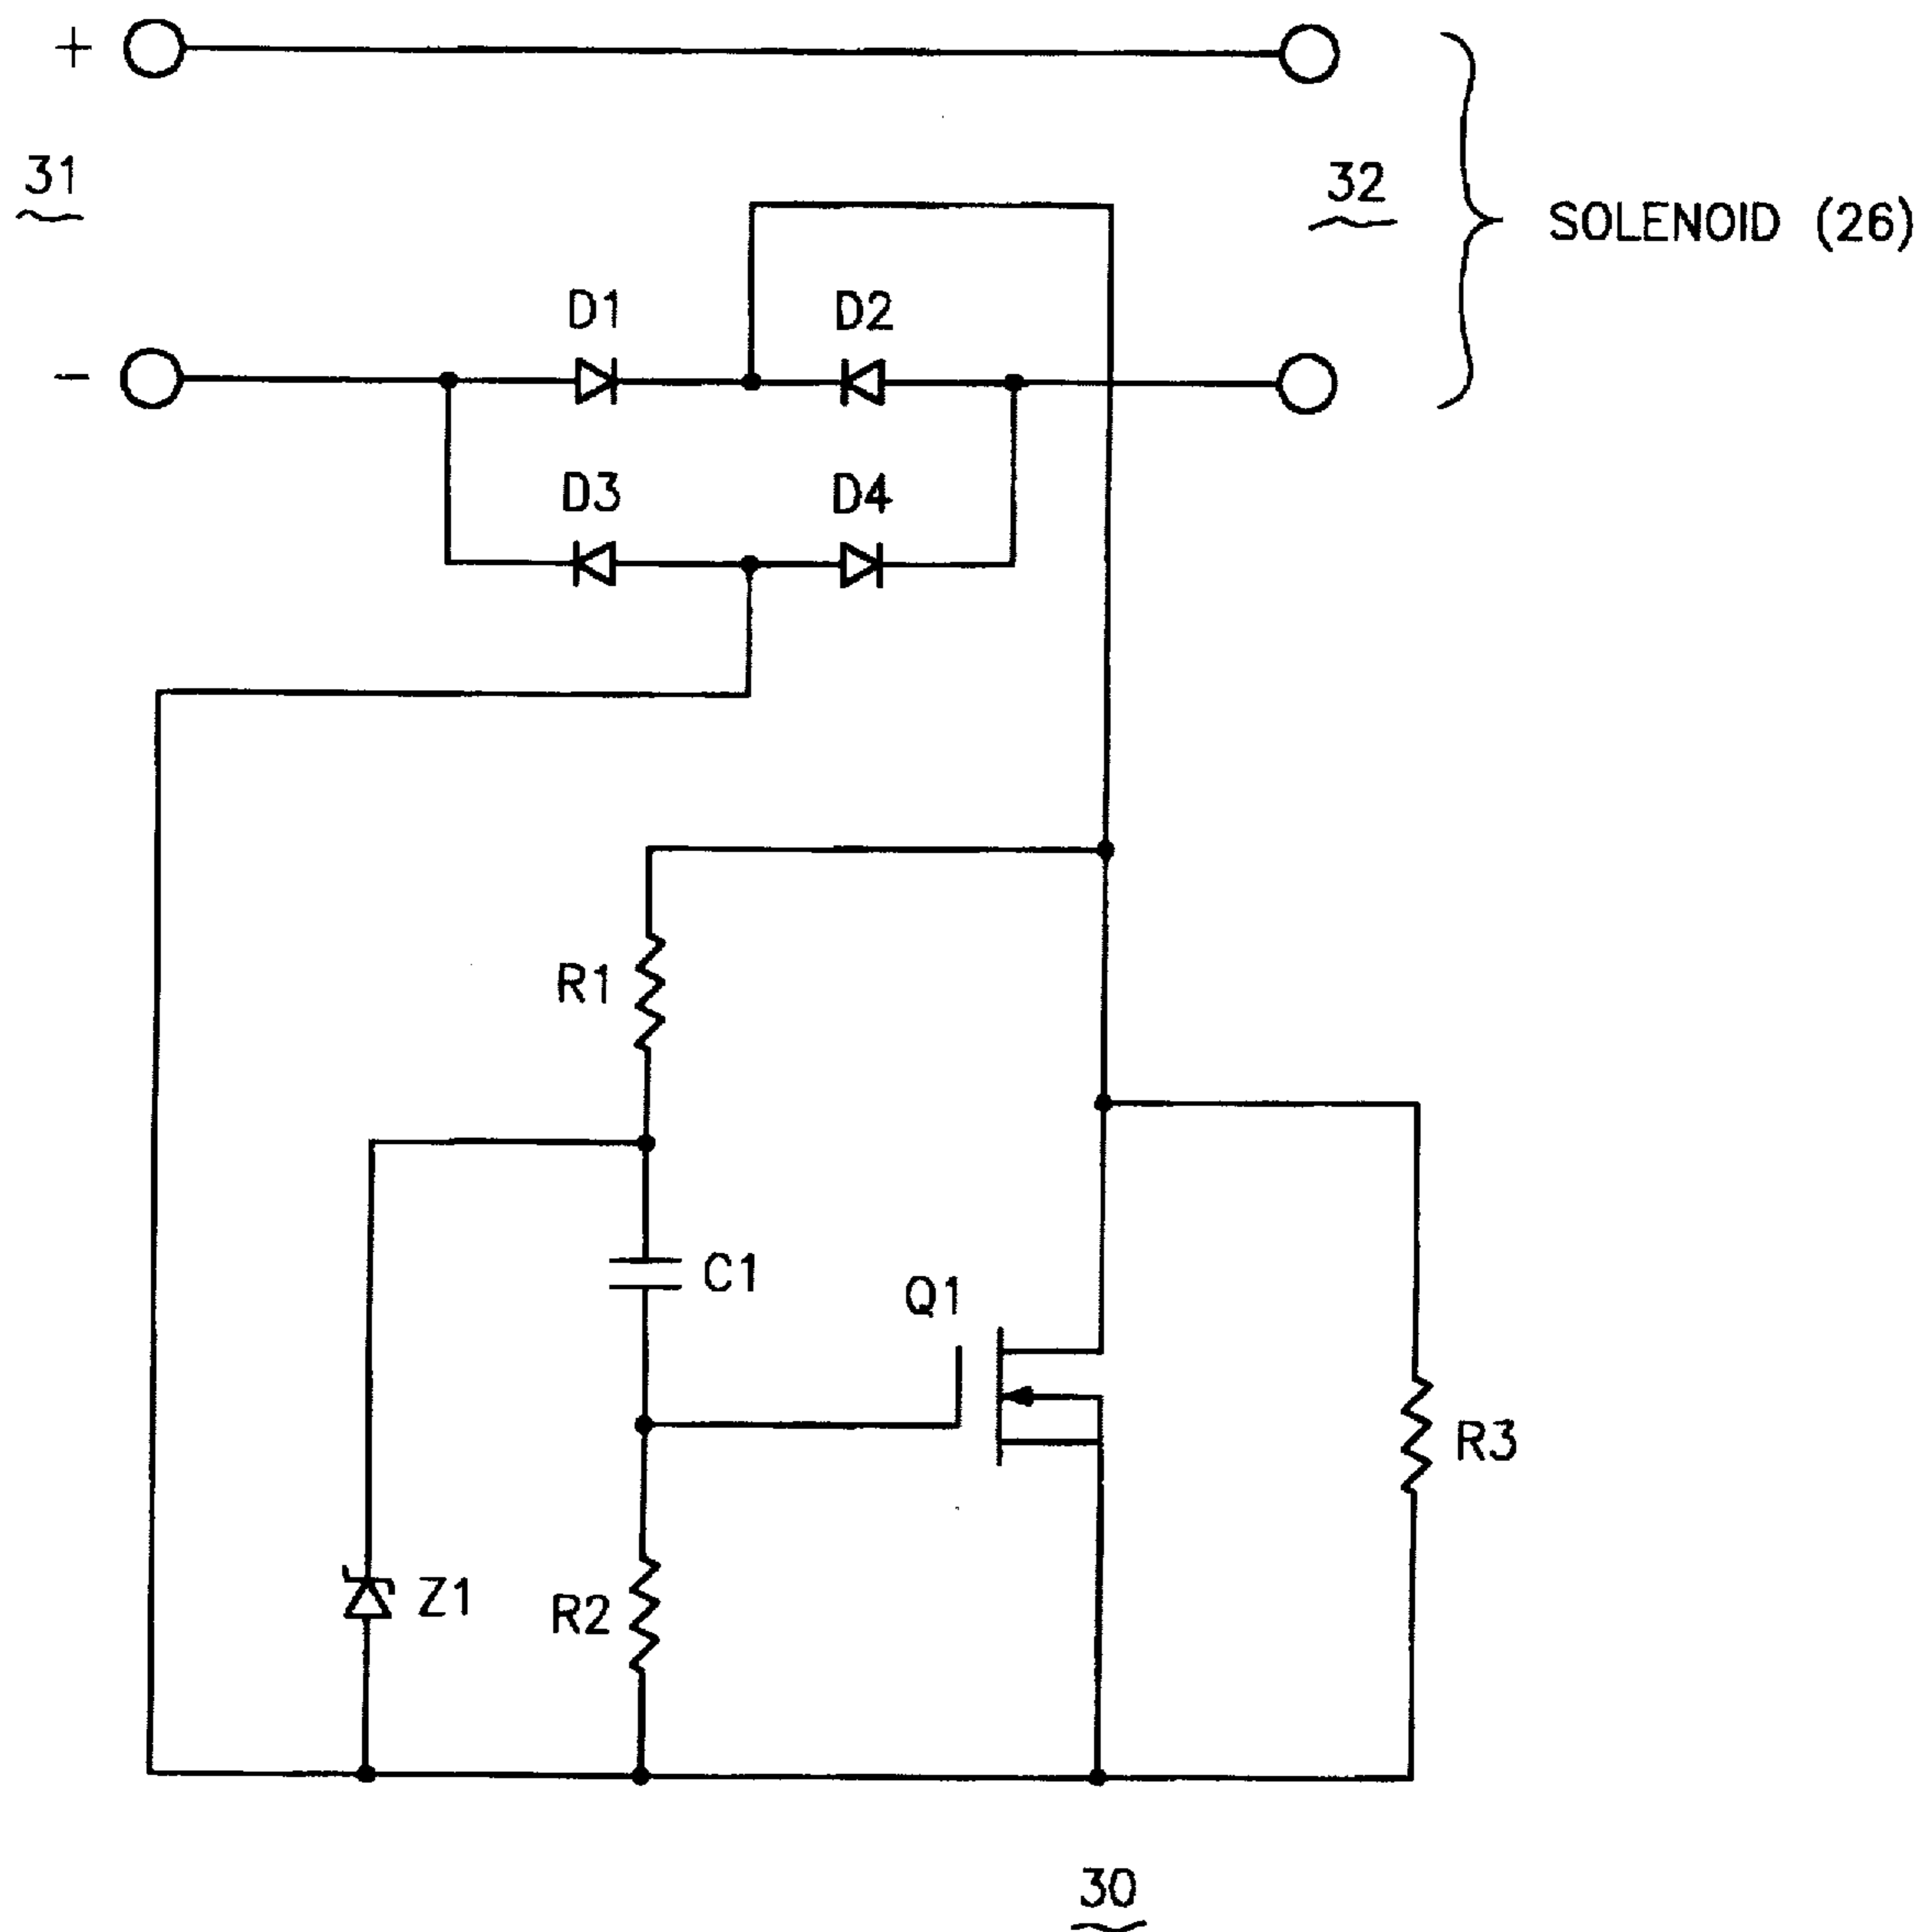 +
31
32
SOLENOID (26)
D1
D2
-
D3
D4
R1
C1
Q1
R3
Z1
R2
30